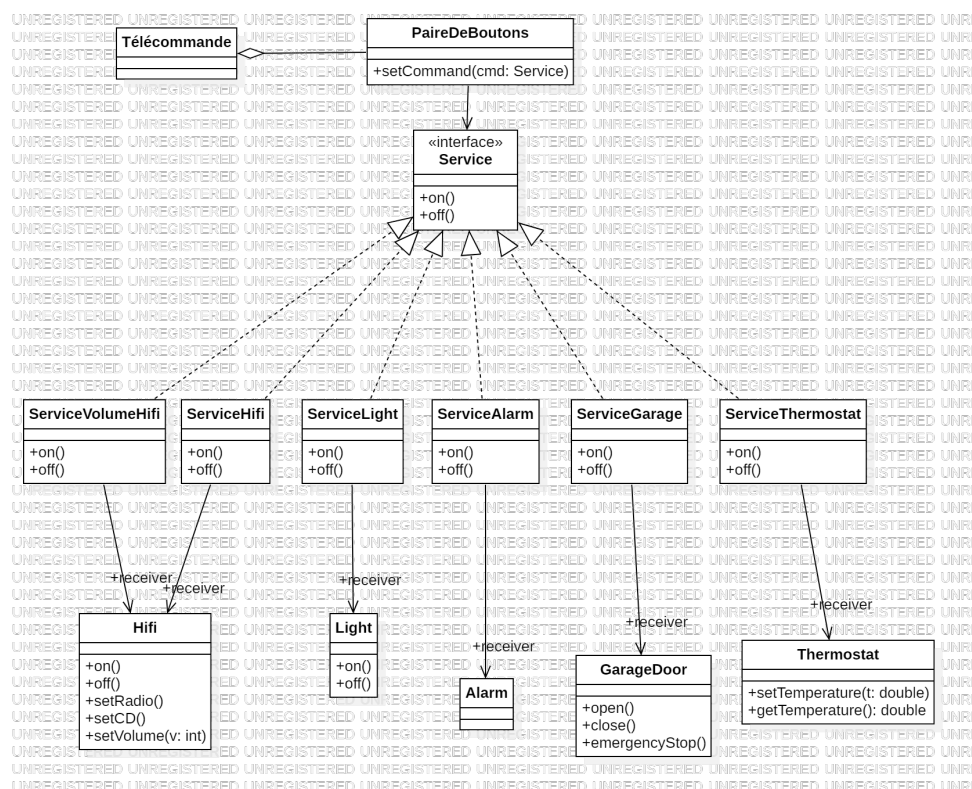 Télécommande
PaireDeBoutons
+setCommand(cmd: Service)
«interface»
Service
+on()
+off()
ServiceVolumeHifi
+on()
+off()
ServiceHifi
+on()
+off()
ServiceLight
+on()
+off()
ServiceAlarm
+on()
+off()
ServiceGarage
+on()
+off()
ServiceThermostat
+on()
+off()
+receiver
+receiver
+receiver
+receiver
+receiver
+receiver
Hifi
+on()
+off()
+setRadio()
+setCD()
+setVolume(v: int)
Light
+on()
+off()
Alarm
GarageDoor
+open()
+close()
+emergencyStop()
Thermostat
+setTemperature(t: double)
+getTemperature(): double
UNREGISTERED